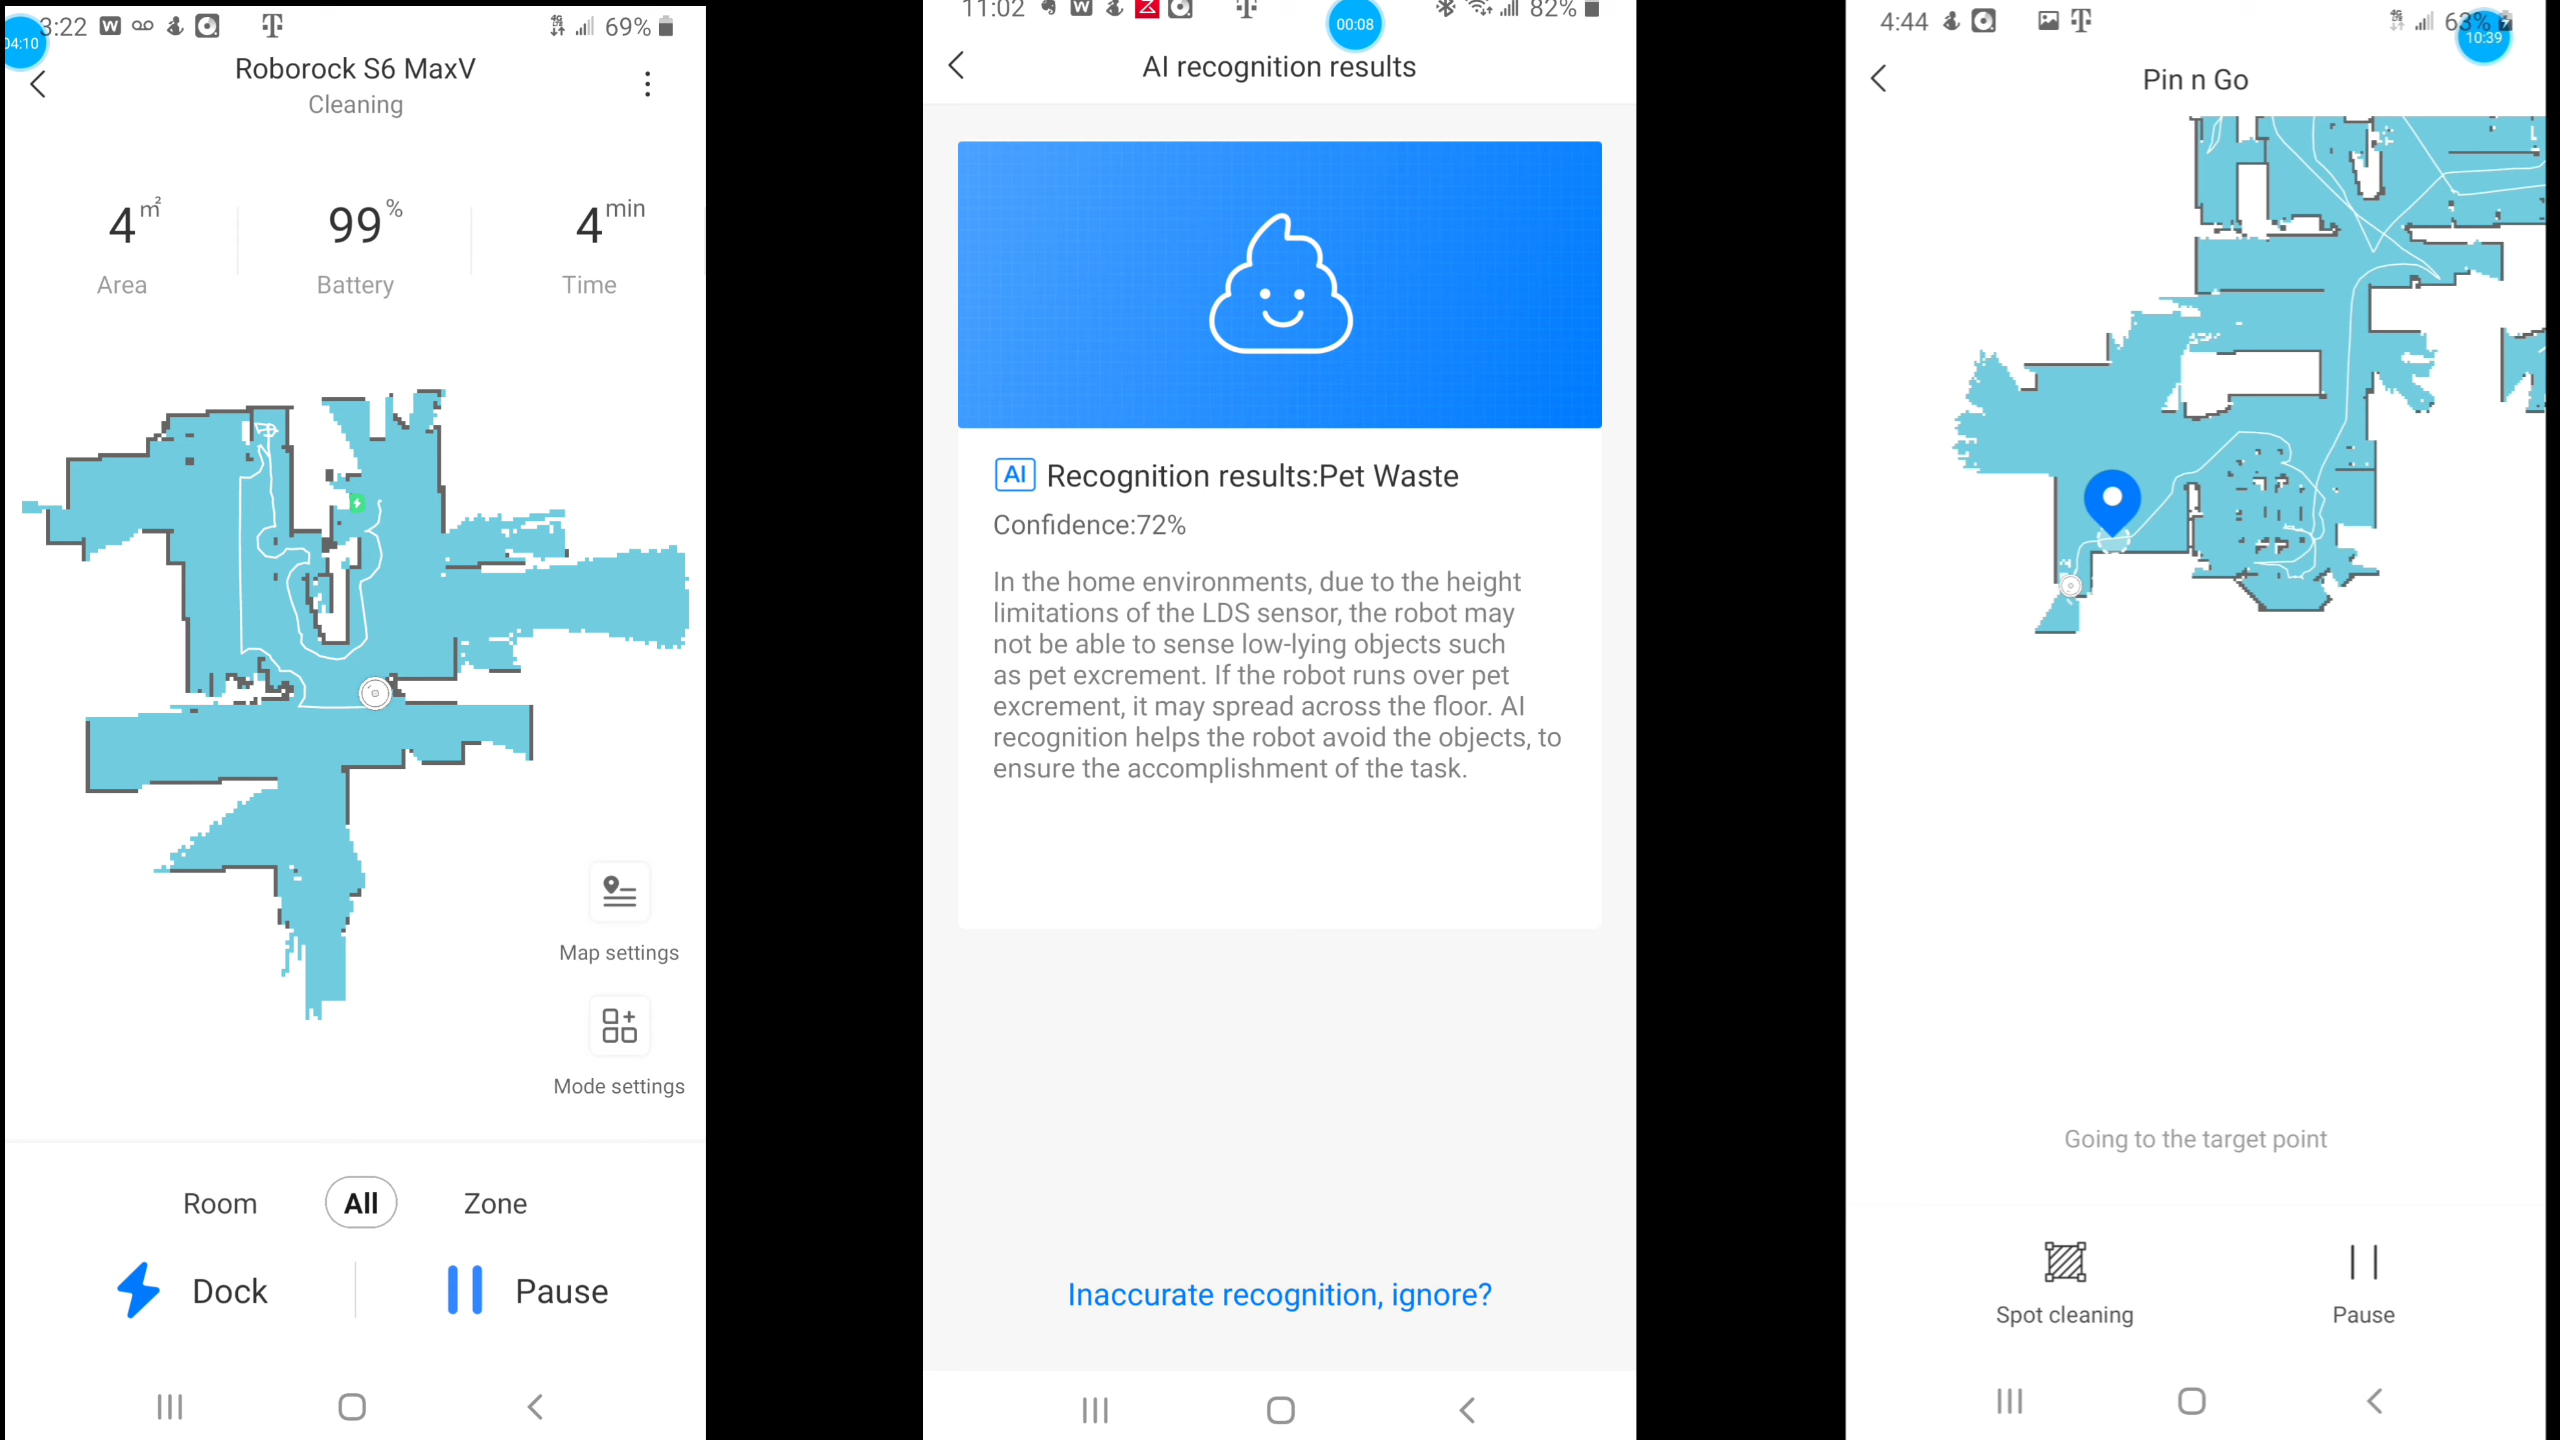 04:10
3:22
69%
Roborock S6 MaxV
Cleaning
4 m²
99 %
4 min
Area
Battery
Time
Map settings
Mode settings
Room
All
Zone
Dock
Pause
11:02
00:08
82%
AI recognition results
AI Recognition results:Pet Waste
Confidence:72%
In the home environments, due to the height
limitations of the LDS sensor, the robot may
not be able to sense low-lying objects such
as pet excrement. If the robot runs over pet
excrement, it may spread across the floor. AI
recognition helps the robot avoid the objects, to
ensure the accomplishment of the task.
Inaccurate recognition, ignore?
4:44
63%
10:39
Pin n Go
Going to the target point
Spot cleaning
Pause